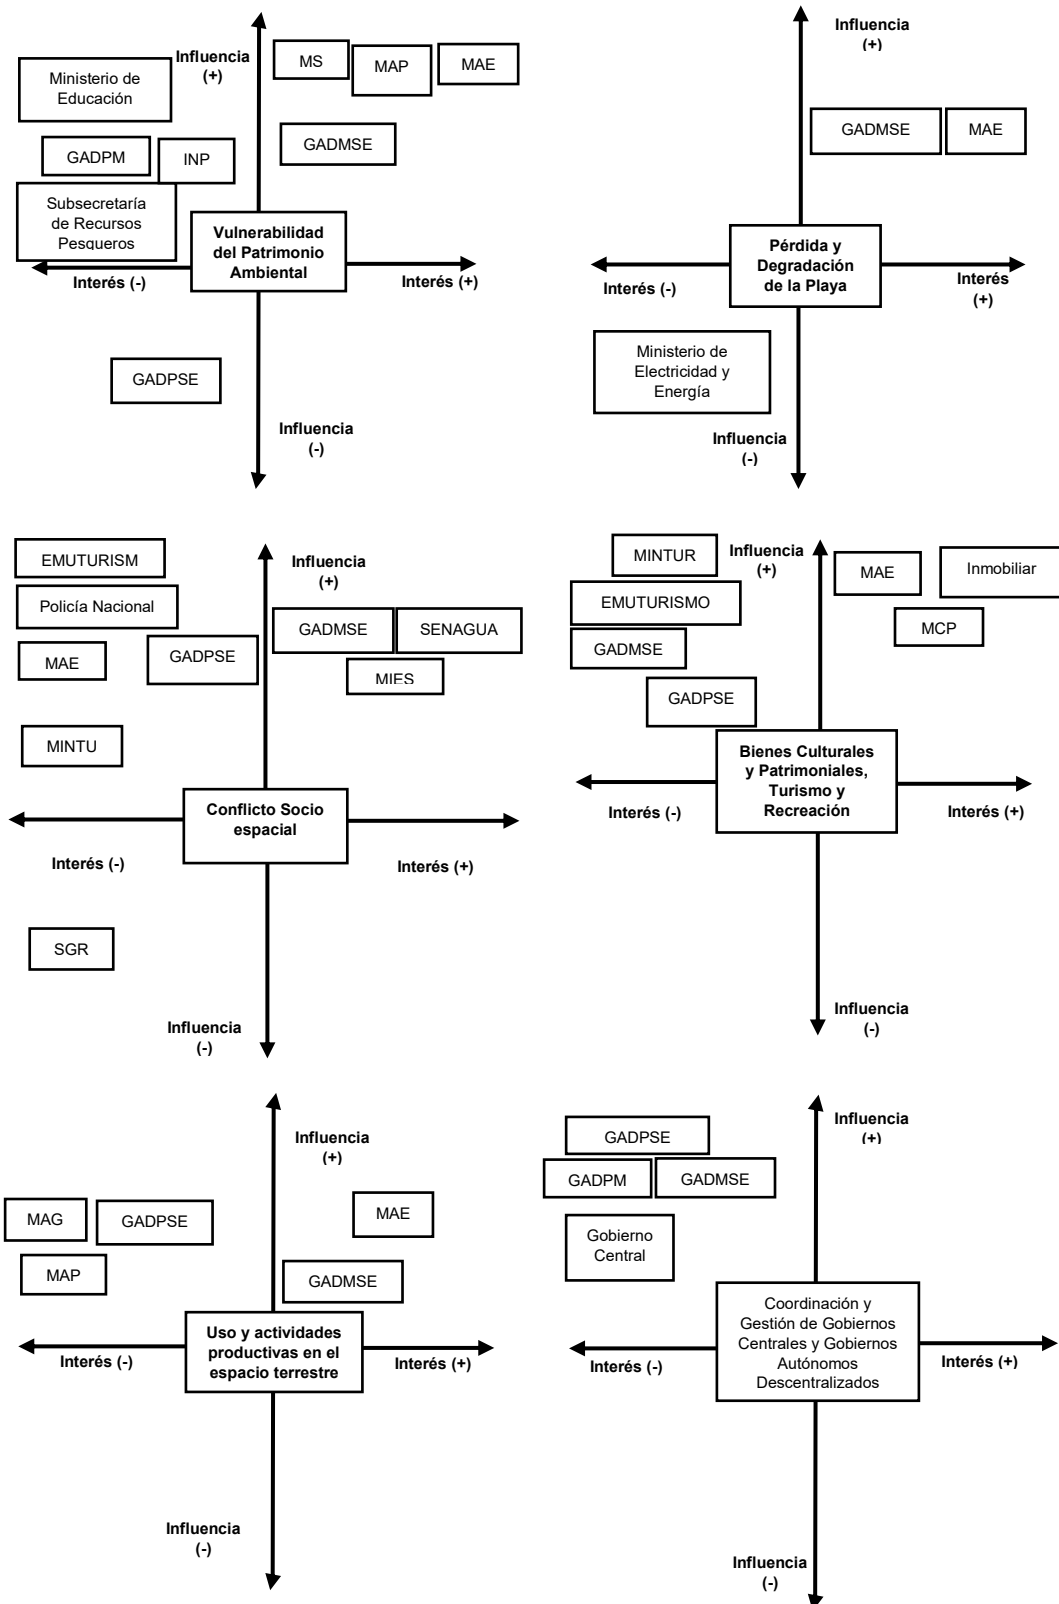 Influencia
(+)
MS
MAP
MAE
Ministerio de
Educación
GADMSE
GADPM
INP
Subsecretaría
de Recursos
Pesqueros
Vulnerabilidad
del Patrimonio
Ambiental
Interés (-)
Interés (+)
GADPSE
Influencia
(-)
Influencia
(+)
GADMSE
MAE
Pérdida y
Degradación
de la Playa
Interés (-)
Interés
(+)
Ministerio de
Electricidad y
Energía
Influencia
(-)
EMUTURISM
Influencia
(+)
Policía Nacional
GADMSE
SENAGUA
MAE
GADPSE
MIES
MINTU
Conflicto Socio
espacial
Interés (-)
Interés (+)
SGR
Influencia
(-)
MINTUR
Influencia
(+)
MAE
Inmobiliar
EMUTURISMO
MCP
GADMSE
GADPSE
Bienes Culturales
y Patrimoniales,
Turismo y
Recreación
Interés (-)
Interés (+)
Influencia
(-)
Influencia
(+)
MAG
GADPSE
MAE
MAP
GADMSE
Uso y actividades
productivas en el
espacio terrestre
Interés (-)
Interés (+)
Influencia
(-)
Influencia
(+)
GADPSE
GADPM
GADMSE
Gobierno
Central
Coordinación y
Gestión de Gobiernos
Centrales y Gobiernos
Autónomos
Descentralizados
Interés (-)
Interés (+)
Influencia
(-)